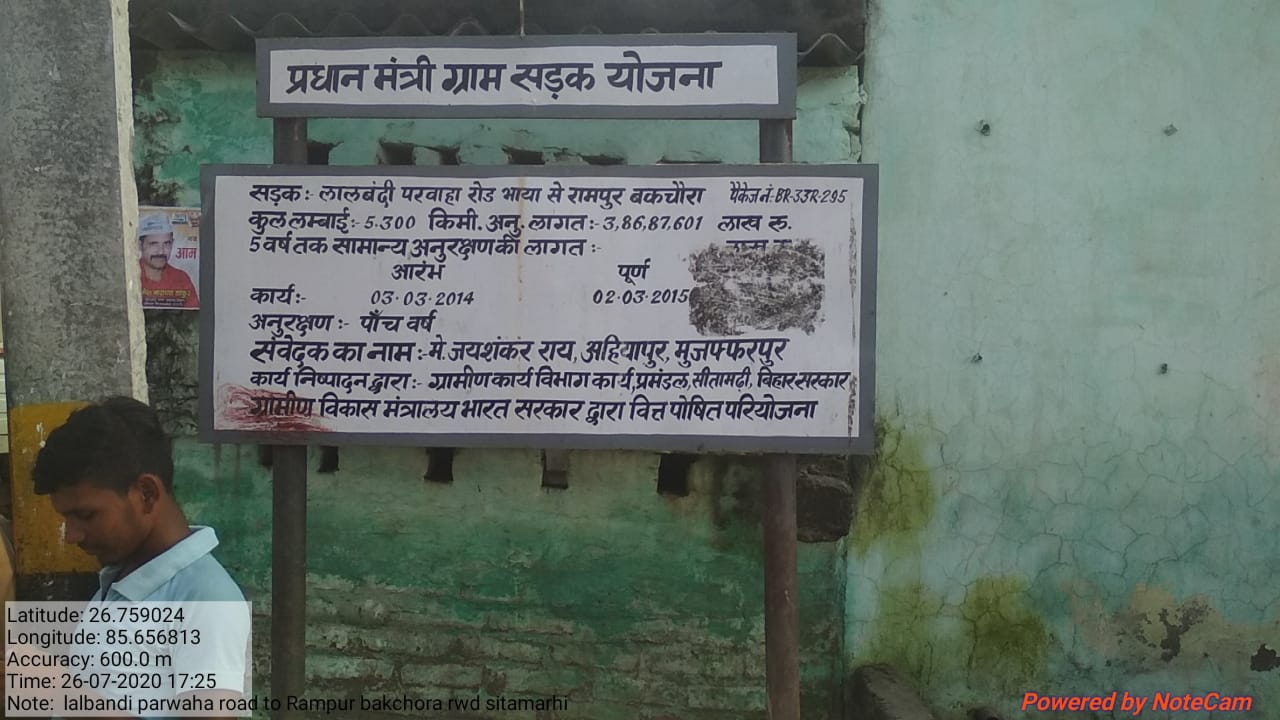 प्रधान मंत्री ग्राम सड़क योजना
सड़क:- लालबंदी परवाहा रोड भाया से रामपुर बकचौरा पैकेज नं:-BR-33R-295
कुल लम्बाई:- 5.300 किमी. अनु. लागत:-3,86,87,601 लाख रु.
5 वर्ष तक सामान्य अनुरक्षण की लागत :-
आरंभ पूर्ण
कार्य:- 03.03.2014 02.03.2015
अनुरक्षण :- पाँच वर्ष
संवेदक का नाम :-मे. जयशंकर राय, अहियापुर, मुजफ्फरपुर
कार्य निष्पादन द्वारा:- ग्रामीण कार्य विभाग कार्य,प्रमंडल,सीतामढ़ी, बिहार सरकार
ग्रामीण विकास मंत्रालय भारत सरकार द्वारा वित्त पोषित परियोजना
आम
Latitude: 26.759024
Longitude: 85.656813
Accuracy: 600.0 m
Time: 26-07-2020 17:25
Note: lalbandi parwaha road to Rampur bakchora rwd sitamarhi
Powered by NoteCam